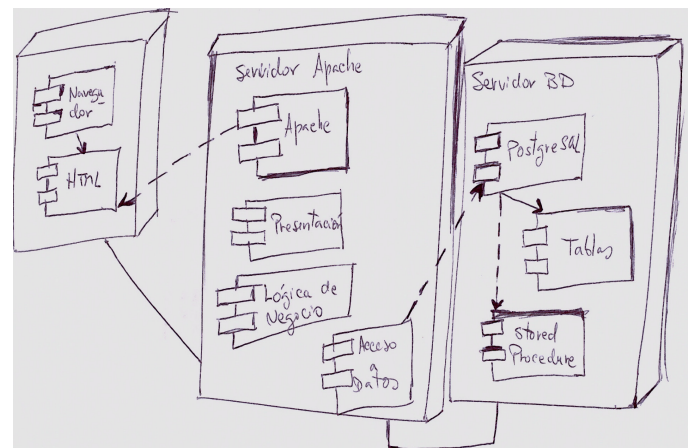 Navega
dor
HTML
Servidor Apache
Apache
Presentación
Lógica de
Negocio
Acceso
a
Datos
Servidor BD
PostgreSQL
Tablas
Stored
Procedure